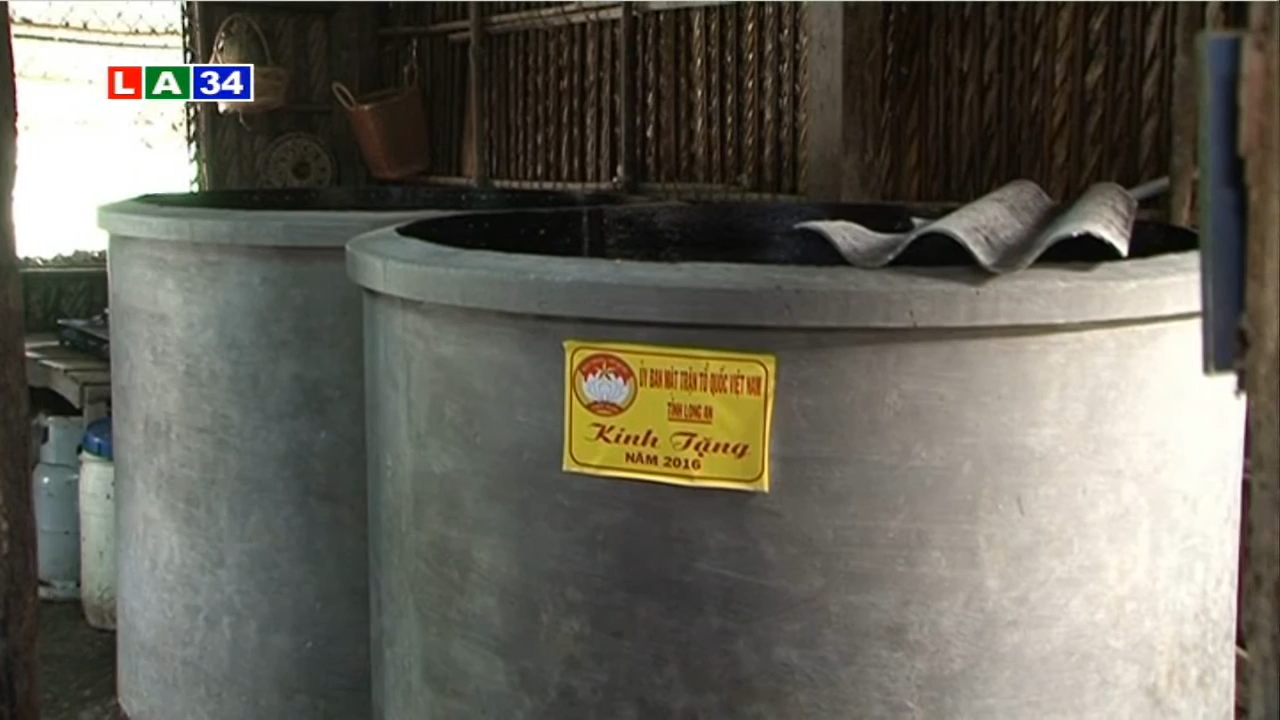 LA34
ỦY BAN MẶT TRẬN TỔ QUỐC VIỆT NAM
TỈNH LONG AN
Kính Tặng
NĂM 2016